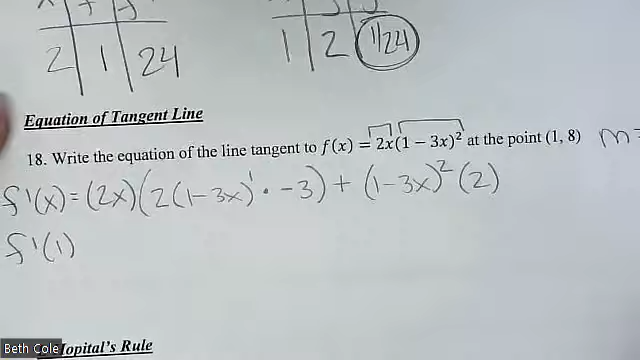 2 1 24
1 2 1/24
Equation of Tangent Line
18. Write the equation of the line tangent to f(x) = 2x(1 − 3x)² at the point (1, 8) m=
f'(x) = (2x)(2(1-3x)¹ · -3) + (1-3x)²(2)
f'(1)
Beth Cole
Hopital's Rule